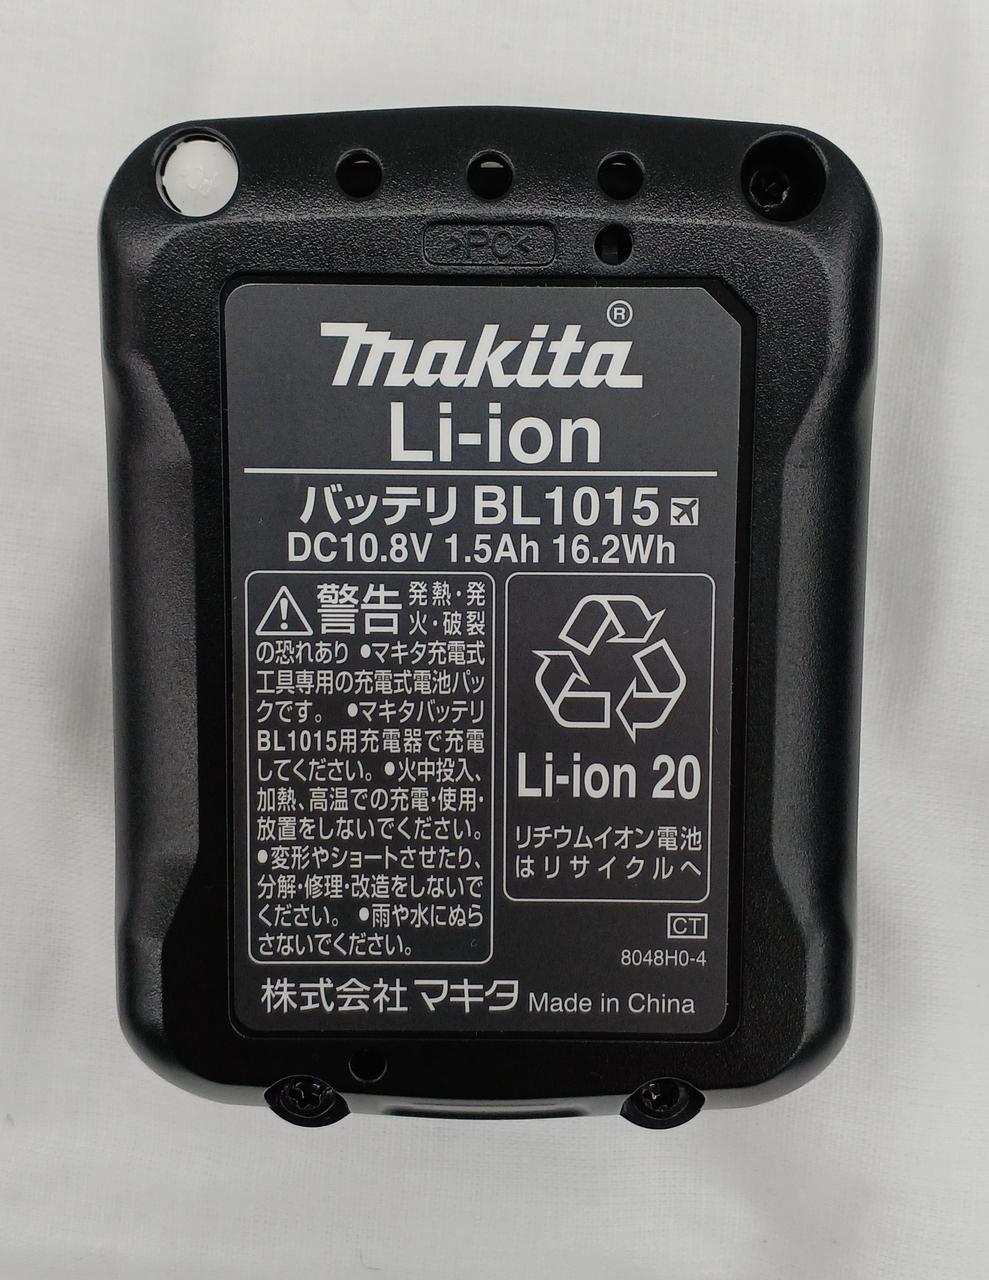 >PC<
makita®
Li-ion
バッテリ BL1015
DC10.8V 1.5Ah 16.2Wh
警告 発熱・発
火・破裂
の恐れあり ●マキタ充電式
工具専用の充電式電池パッ
クです。 ●マキタバッテリ
BL1015用充電器で充電
してください。●火中投入、
加熱、高温での充電・使用・
放置をしないでください。
●変形やショートさせたり、
分解・修理・改造をしないで
ください。 ●雨や水にぬら
さないでください。
Li-ion 20
リチウムイオン電池
はリサイクルへ
CT
8048H0-4
株式会社マキタ Made in China